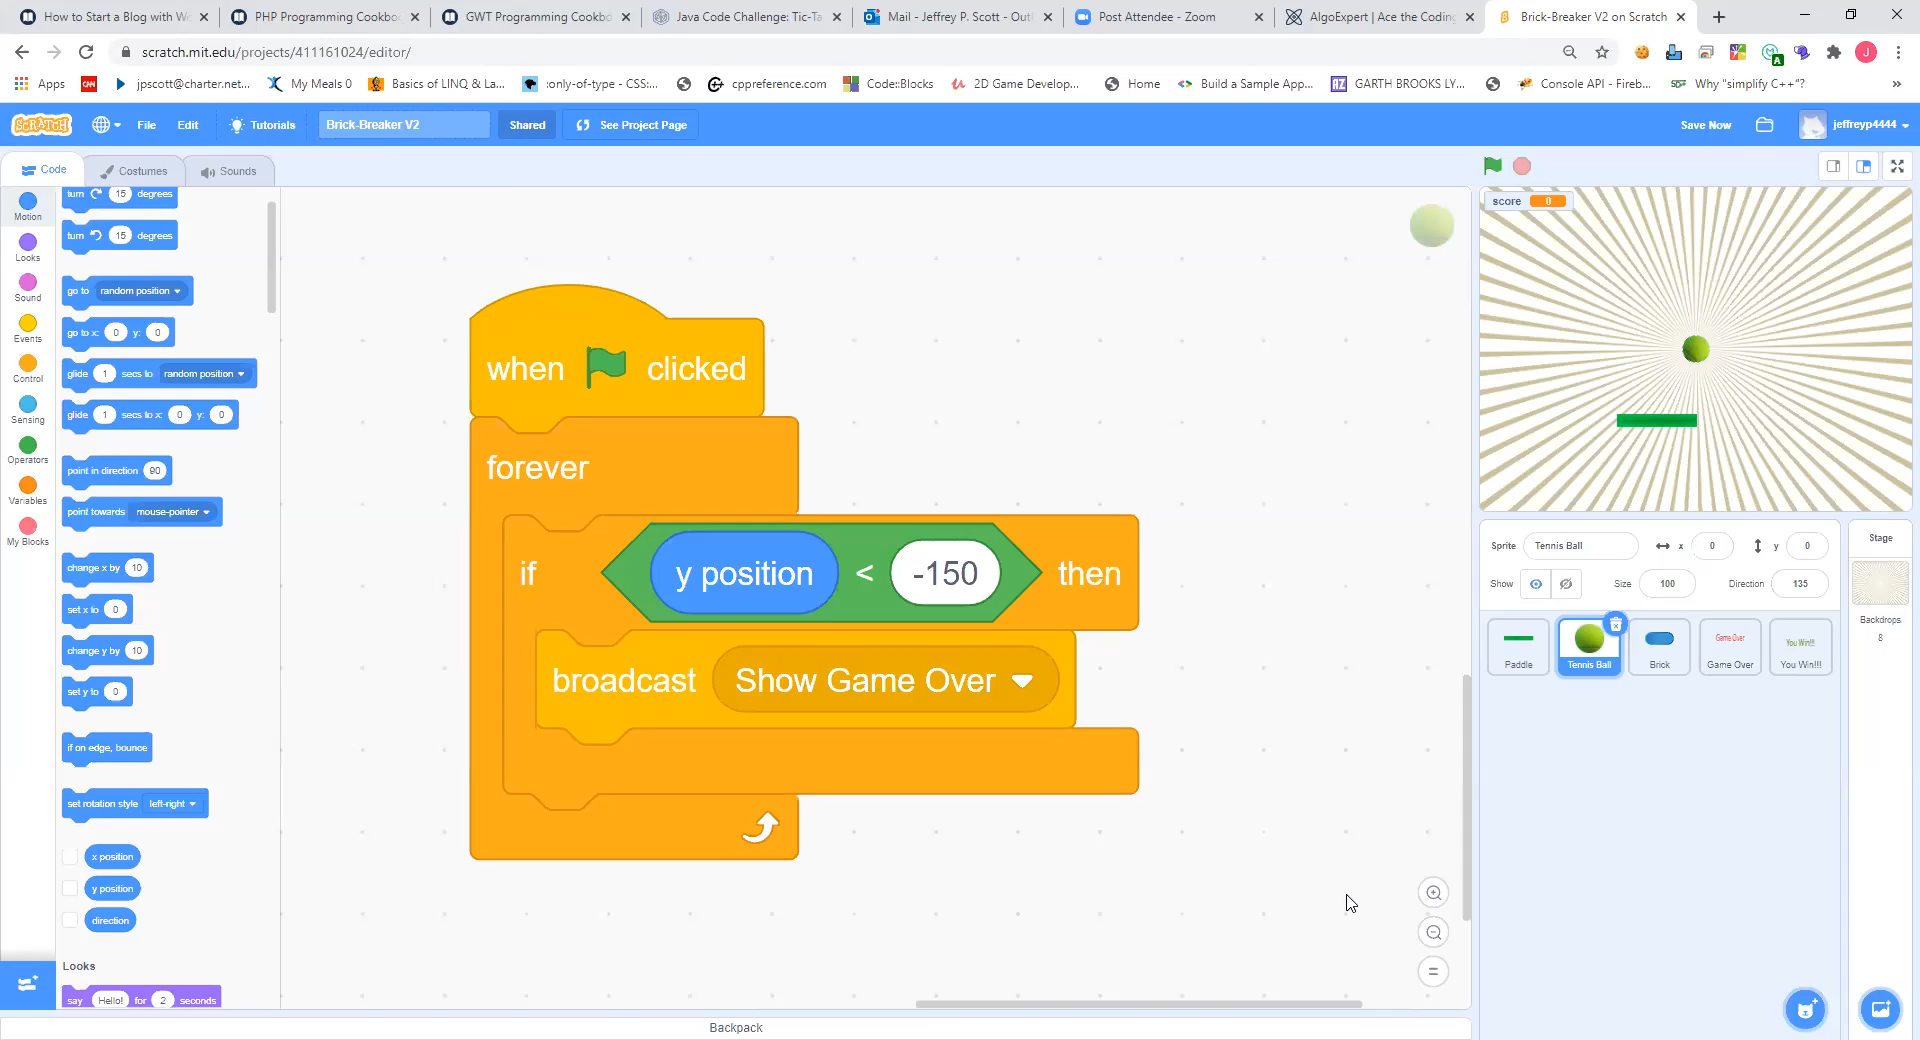 How to Start a Blog with Wo
PHP Programming Cookbo
GWT Programming Cookbo
Java Code Challenge: Tic-Ta
Mail - Jeffrey P. Scott - Out
Post Attendee - Zoom
AlgoExpert | Ace the Coding
Brick-Breaker V2 on Scratch
scratch.mit.edu/projects/411161024/editor/
J
Apps
CNN
jpscott@charter.net...
My Meals 0
Basics of LINQ & La...
:only-of-type - CSS:...
cppreference.com
Code::Blocks
2D Game Develop...
Home
Build a Sample App...
GARTH BROOKS LY...
Console API - Fireb...
Why "simplify C++"?
»
SCRATCH
File
Edit
Tutorials
Brick-Breaker V2
Shared
See Project Page
Save Now
jeffreyp4444
Code
Costumes
Sounds
Motion
Looks
Sound
Events
Control
Sensing
Operators
Variables
My Blocks
turn 15 degrees
turn 15 degrees
go to random position
go to x: 0 y: 0
glide 1 secs to random position
glide 1 secs to x: 0 y: 0
point in direction 90
point towards mouse-pointer
change x by 10
set x to 0
change y by 10
set y to 0
if on edge, bounce
set rotation style left-right
x position
y position
direction
Looks
say Hello! for 2 seconds
when clicked
forever
if y position < -150 then
broadcast Show Game Over
Backpack
score 0
Sprite Tennis Ball x 0 y 0
Show Size 100 Direction 135
Paddle
Tennis Ball
Brick
Game Over
Game Over
You Win!!!
You Win!!!
Stage
Backdrops
8